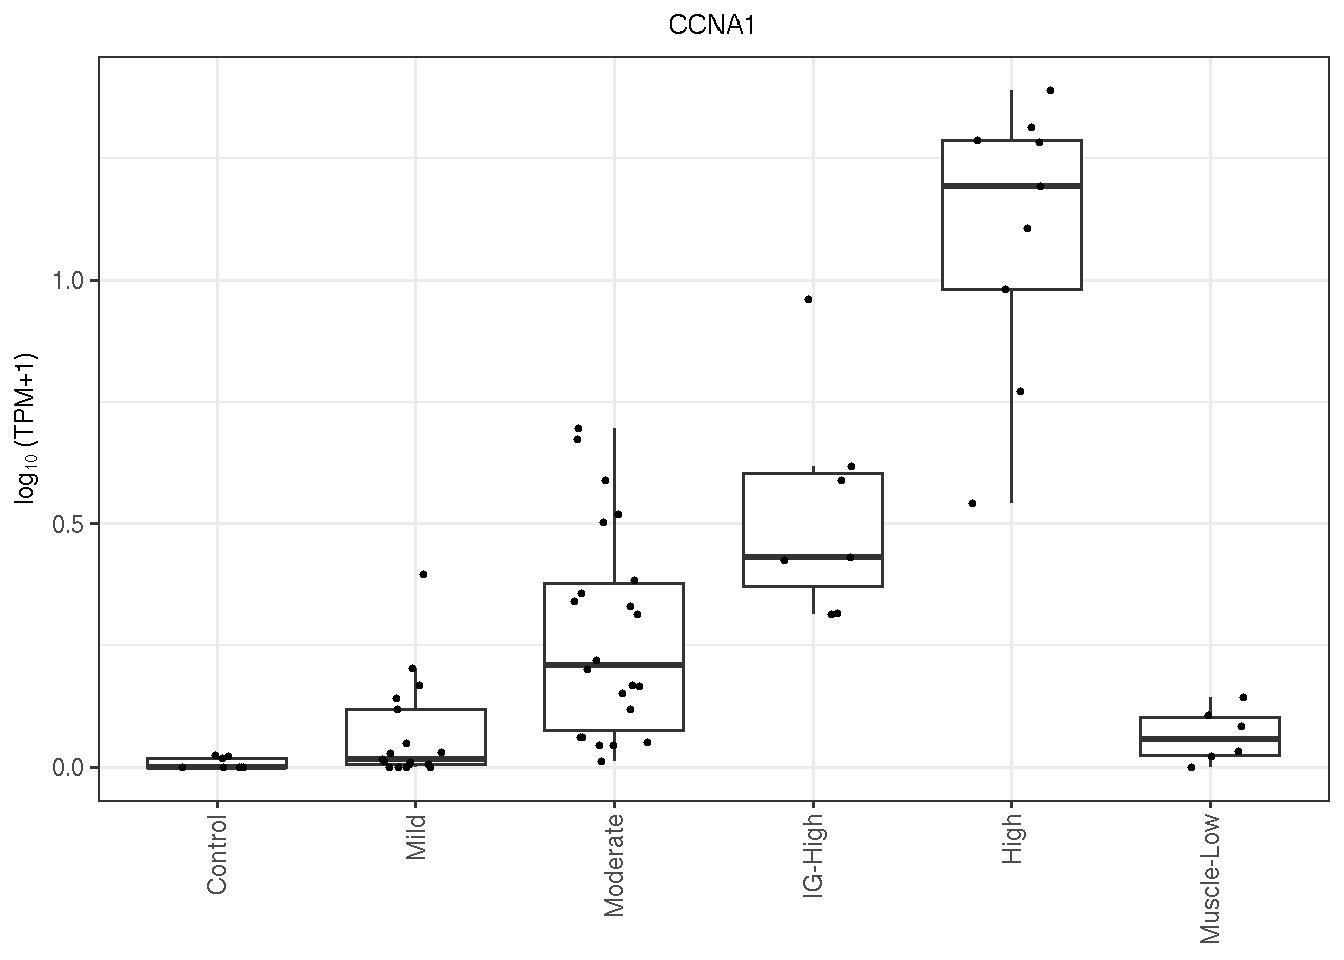 CCNA1
log₁₀ (TPM+1)
1.0
0.5
0.0
Control
Mild
Moderate
IG-High
High
Muscle-Low